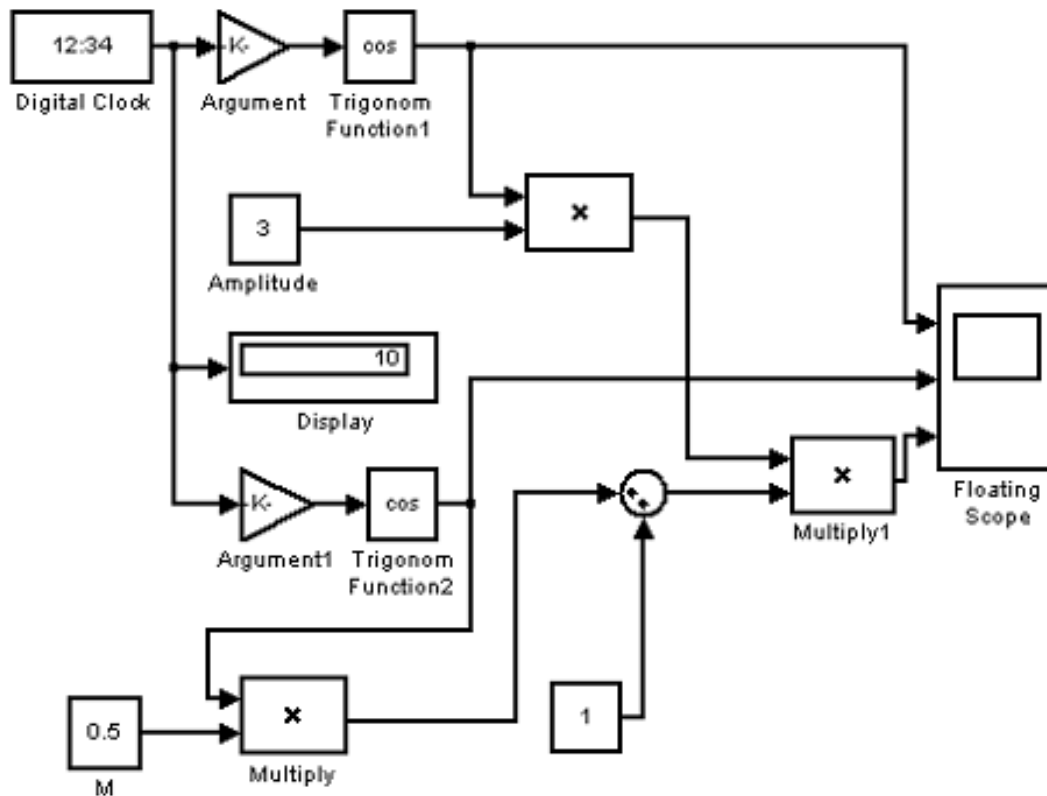 12:34
Digital Clock
-K-
Argument
cos
Trigonom
Function1
×
3
Amplitude
10
Display
-K-
Argument1
cos
Trigonom
Function2
×
Multiply1
Floating
Scope
0.5
M
×
Multiply
1